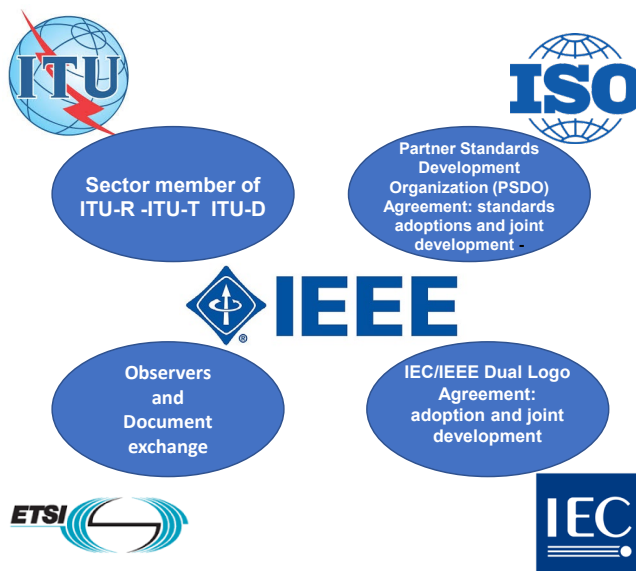 ITU
ISO
Sector member of
ITU-R -ITU-T ITU-D
Partner Standards
Development
Organization (PSDO)
Agreement: standards
adoptions and joint
development -
IEEE
®
Observers
and
Document
exchange
IEC/IEEE Dual Logo
Agreement:
adoption and joint
development
ETSI
IEC